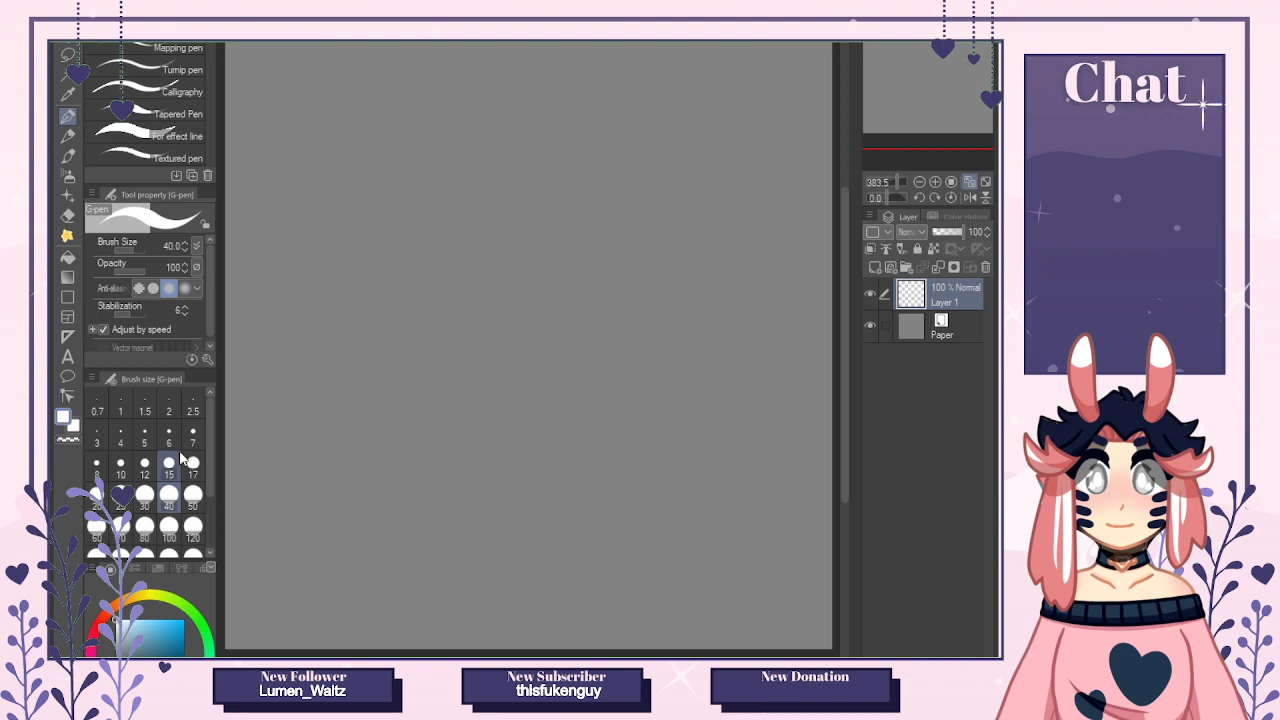 Mapping pen
Turnip pen
Calligraphy
Tapered Pen
For effect line
Textured pen
Tool property [G-pen]
G-pen
Brush Size 40.0
Opacity 100
Anti-aliasin
Stabilization 6
Adjust by speed
Vector magnet
Brush size [G-pen]
0.7 1 1.5 2 2.5
3 4 5 6 7
8 10 12 15 17
30 40 50
60 80 100 120
383.5
0.0
Layer Color History
Norm 100
100 % Normal
Layer 1
Paper
Chat
New Follower
Lumen_Waltz
New Subscriber
thisfukenguy
New Donation